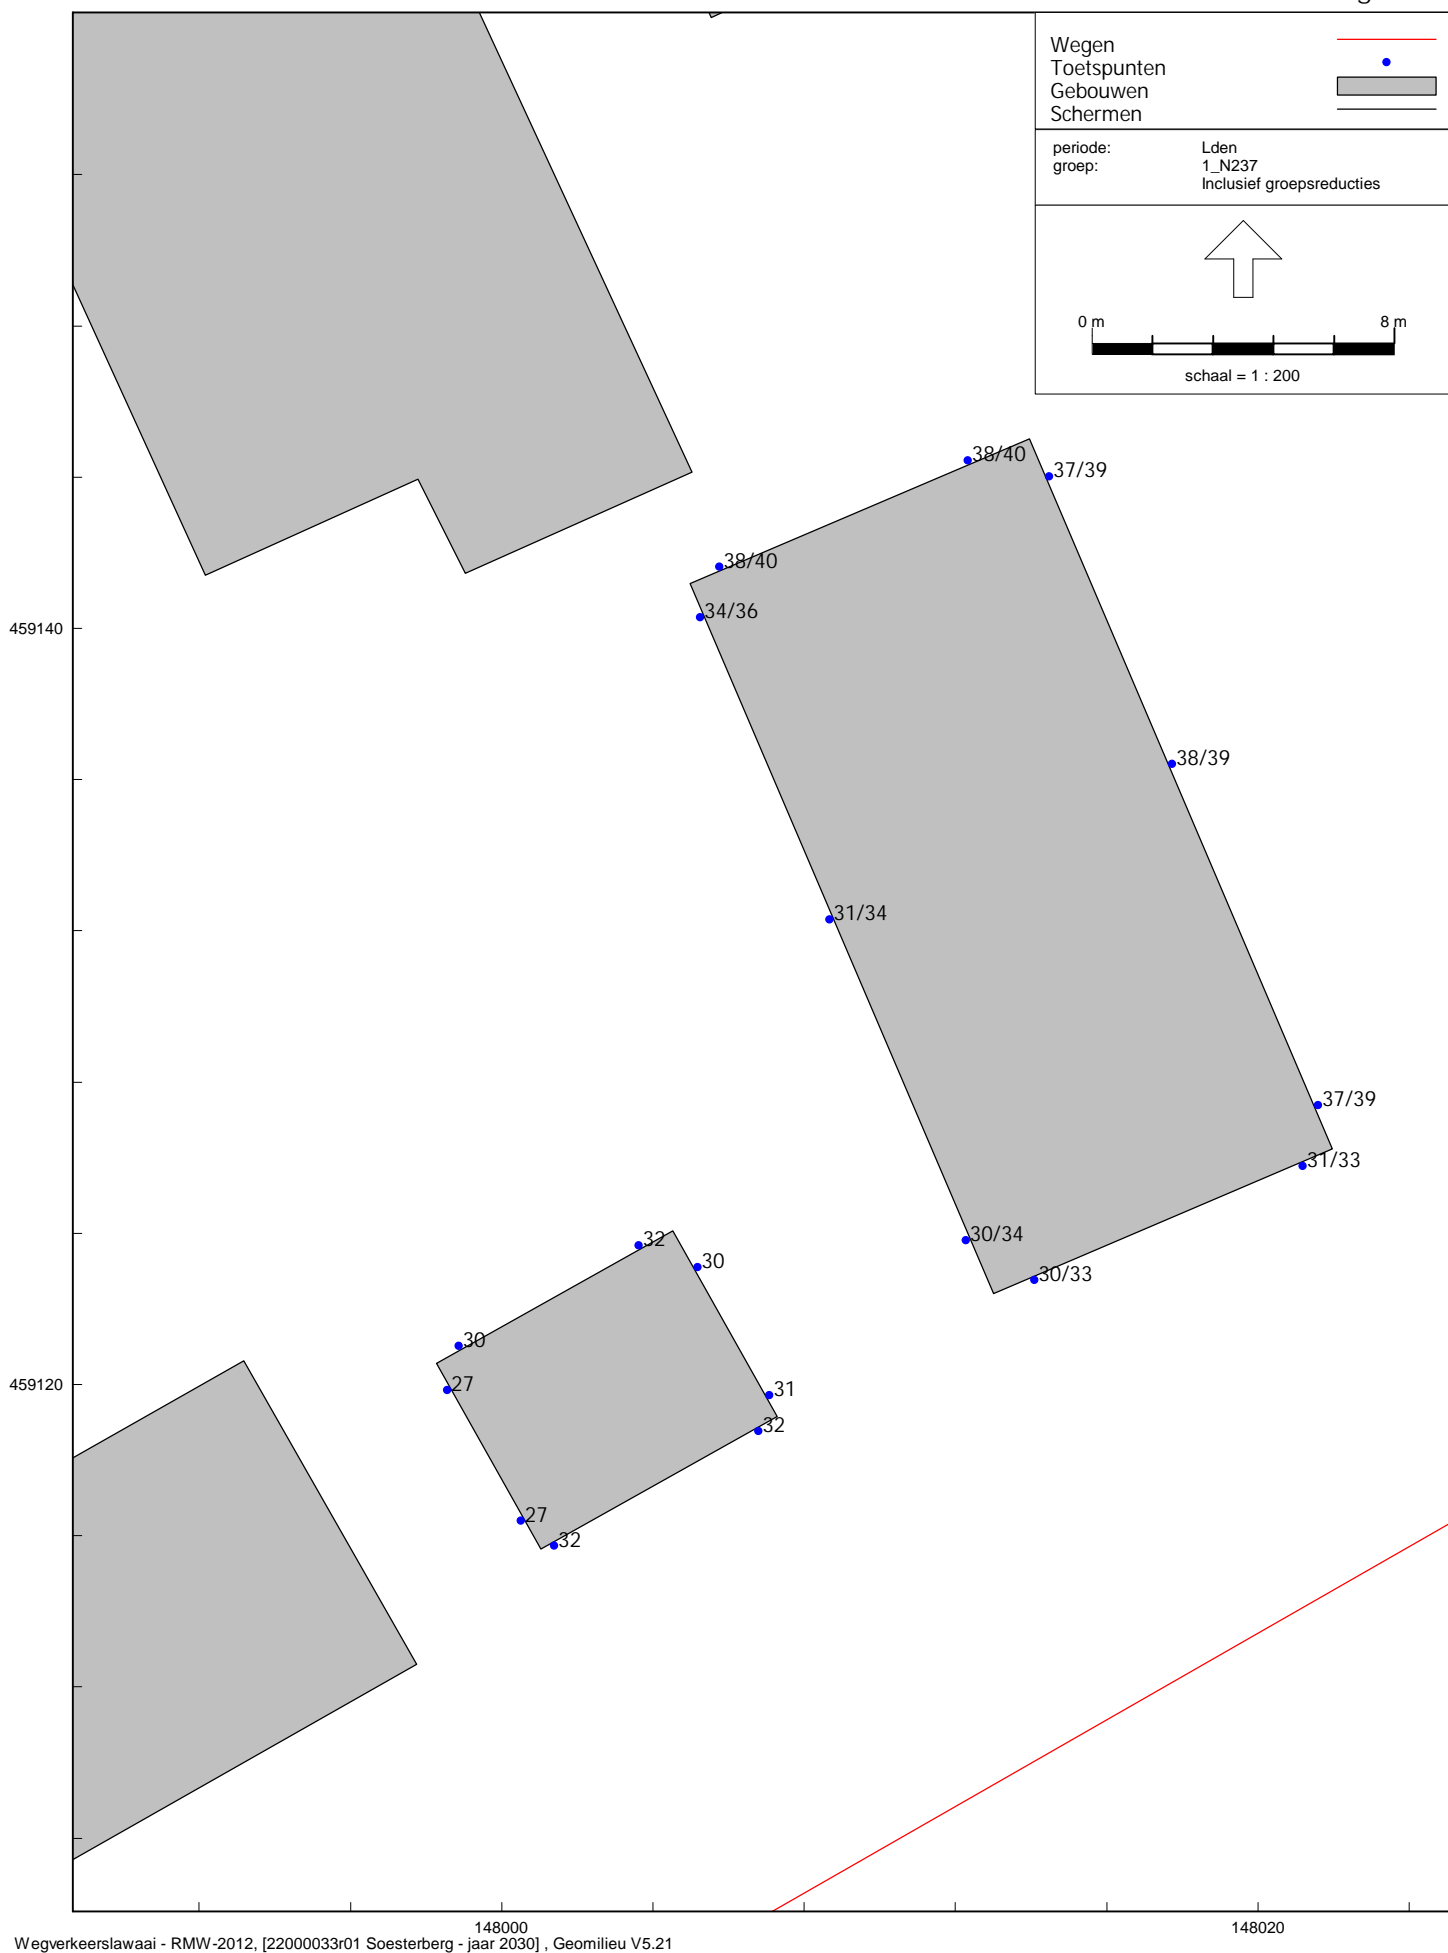 Wegen
Toetspunten
Gebouwen
Schermen
periode: Lden
groep: 1_N237
Inclusief groepsreducties
0 m 8 m
schaal = 1 : 200
38/40
37/39
38/40
34/36
459140
38/39
31/34
37/39
31/33
30/34
32
30
30/33
30
27
459120
31
32
27
32
148000 148020
Wegverkeerslawaai - RMW-2012, [22000033r01 Soesterberg - jaar 2030] , Geomilieu V5.21